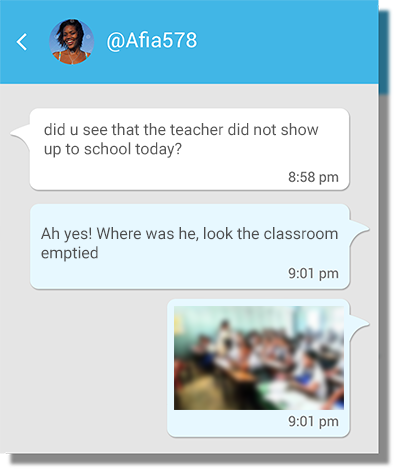 @Afia578
did u see that the teacher did not show
up to school today?
8:58 pm
Ah yes! Where was he, look the classroom
emptied
9:01 pm
9:01 pm